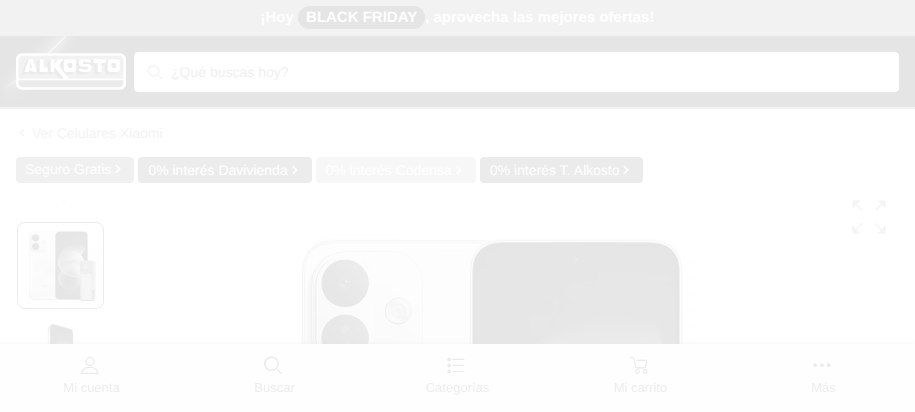 ¡Hoy BLACK FRIDAY, aprovecha las mejores ofertas!
ALKOSTO
¿Qué buscas hoy?
Ver Celulares Xiaomi
Seguro Gratis
0% interés Davivienda
0% interés Codensa
0% interés T. Alkosto
Mi cuenta
Buscar
Categorías
Mi carrito
Más